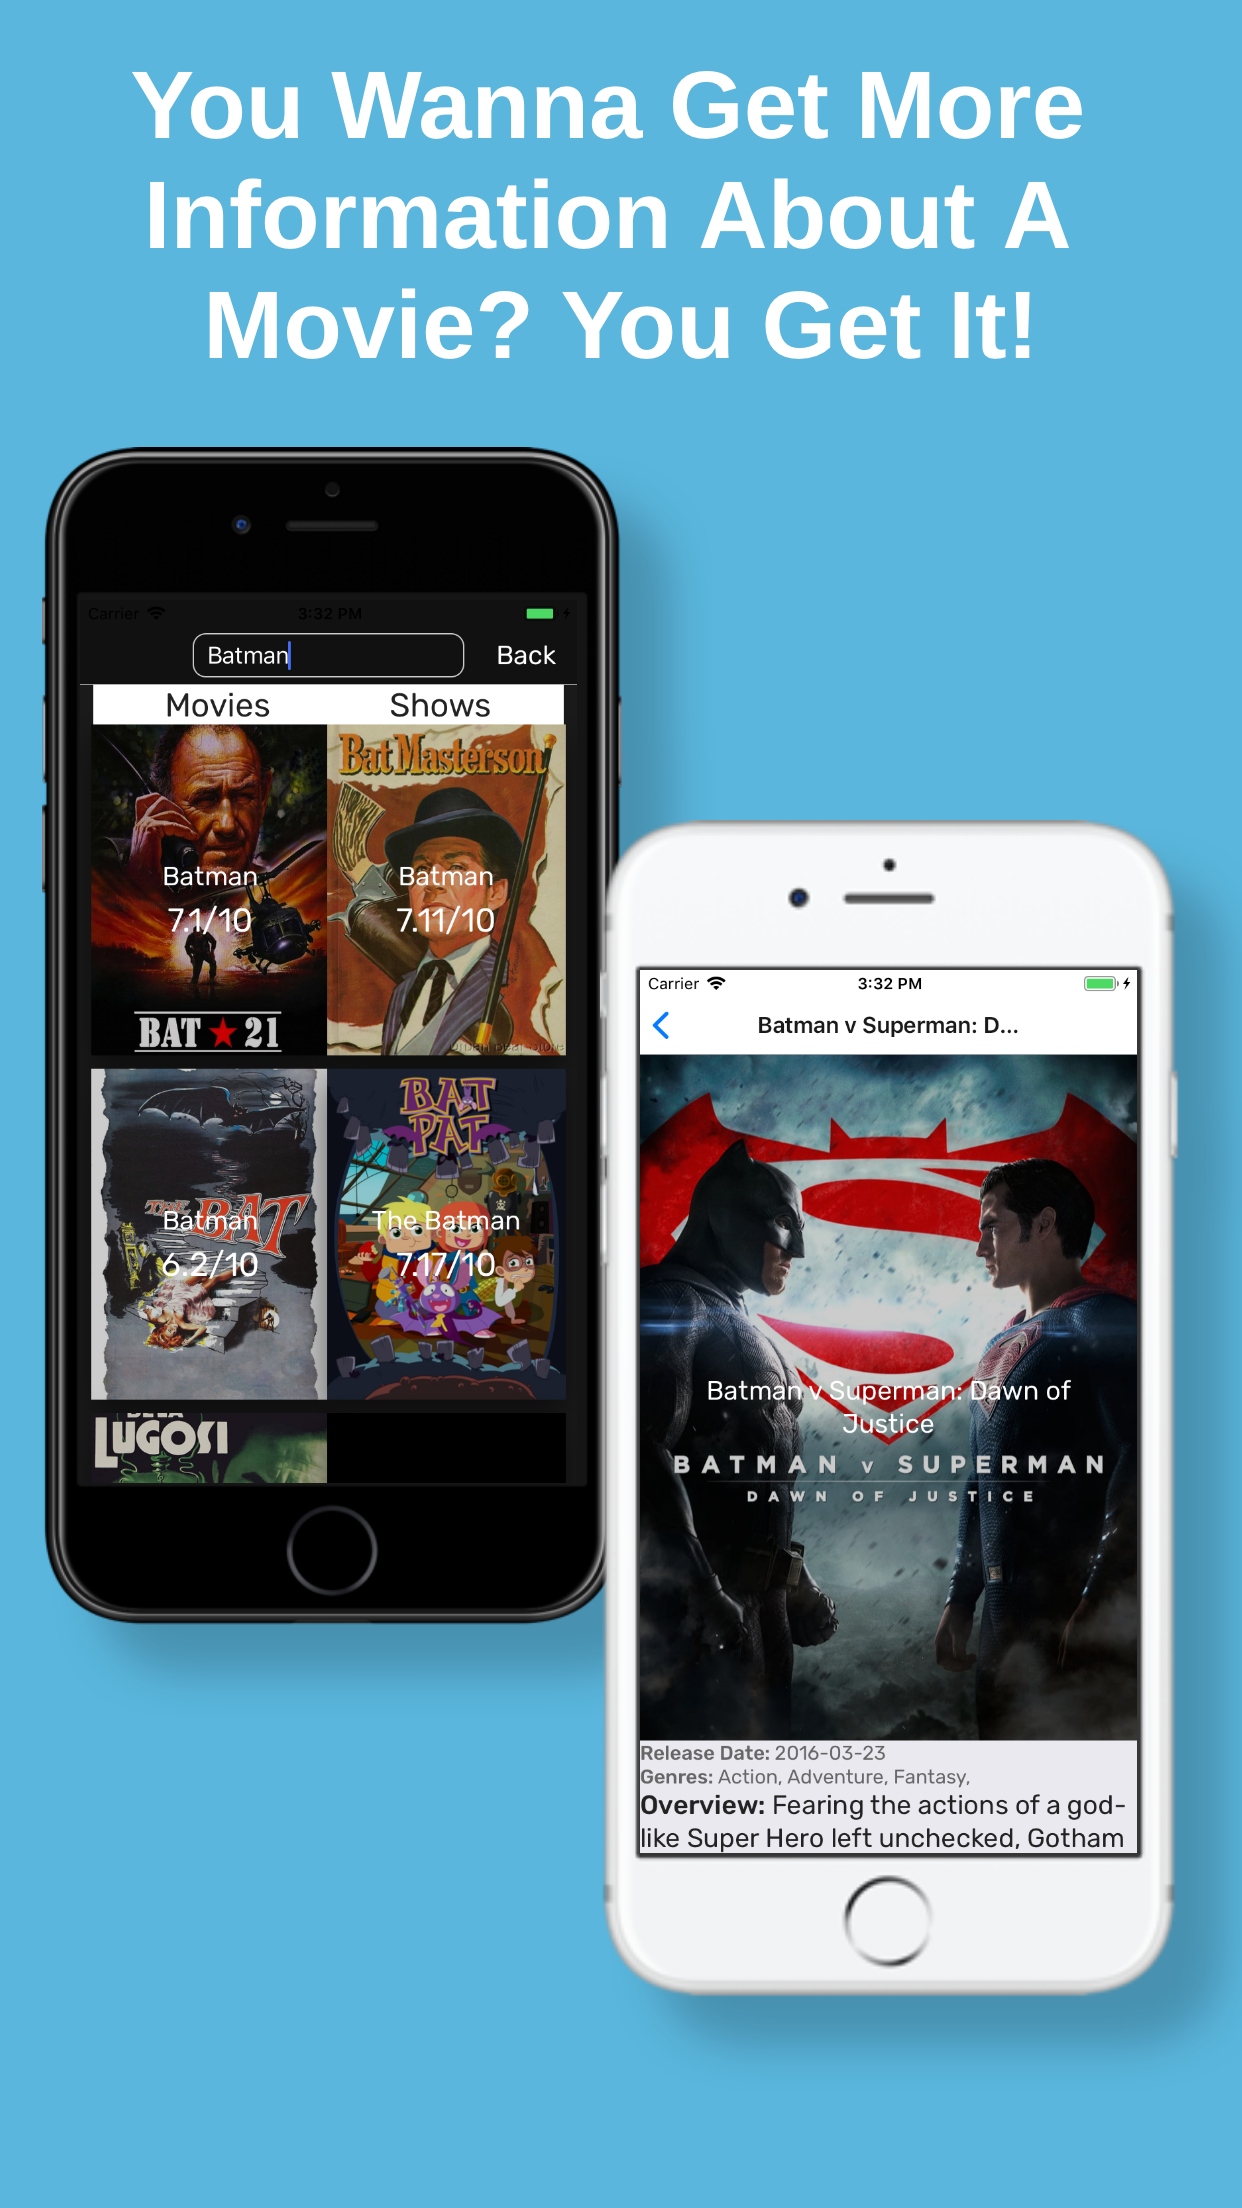 You Wanna Get More
Information About A
Movie? You Get It!
Carrier 3:32 PM
Batman Back
Movies Shows
Bat Masterson
Batman
7.1/10
BAT 21
Batman
7.11/10
THE BAT
Batman
6.2/10
BAT
PAT
The Batman
7.17/10
BELA
LUGOSI
Carrier 3:32 PM
Batman v Superman: D...
Batman v Superman: Dawn of
Justice
BATMAN v SUPERMAN
DAWN OF JUSTICE
Release Date: 2016-03-23
Genres: Action, Adventure, Fantasy,
Overview: Fearing the actions of a god-
like Super Hero left unchecked, Gotham